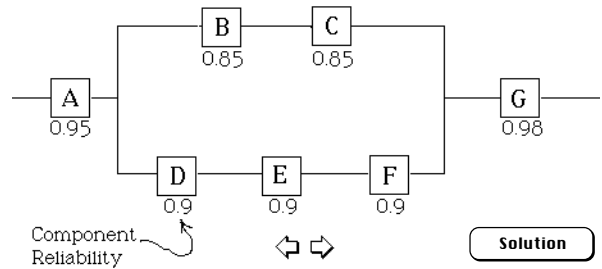 B C
0.85 0.85
A G
0.95 0.98
D E F
0.9 0.9 0.9
Component
Reliability
Solution